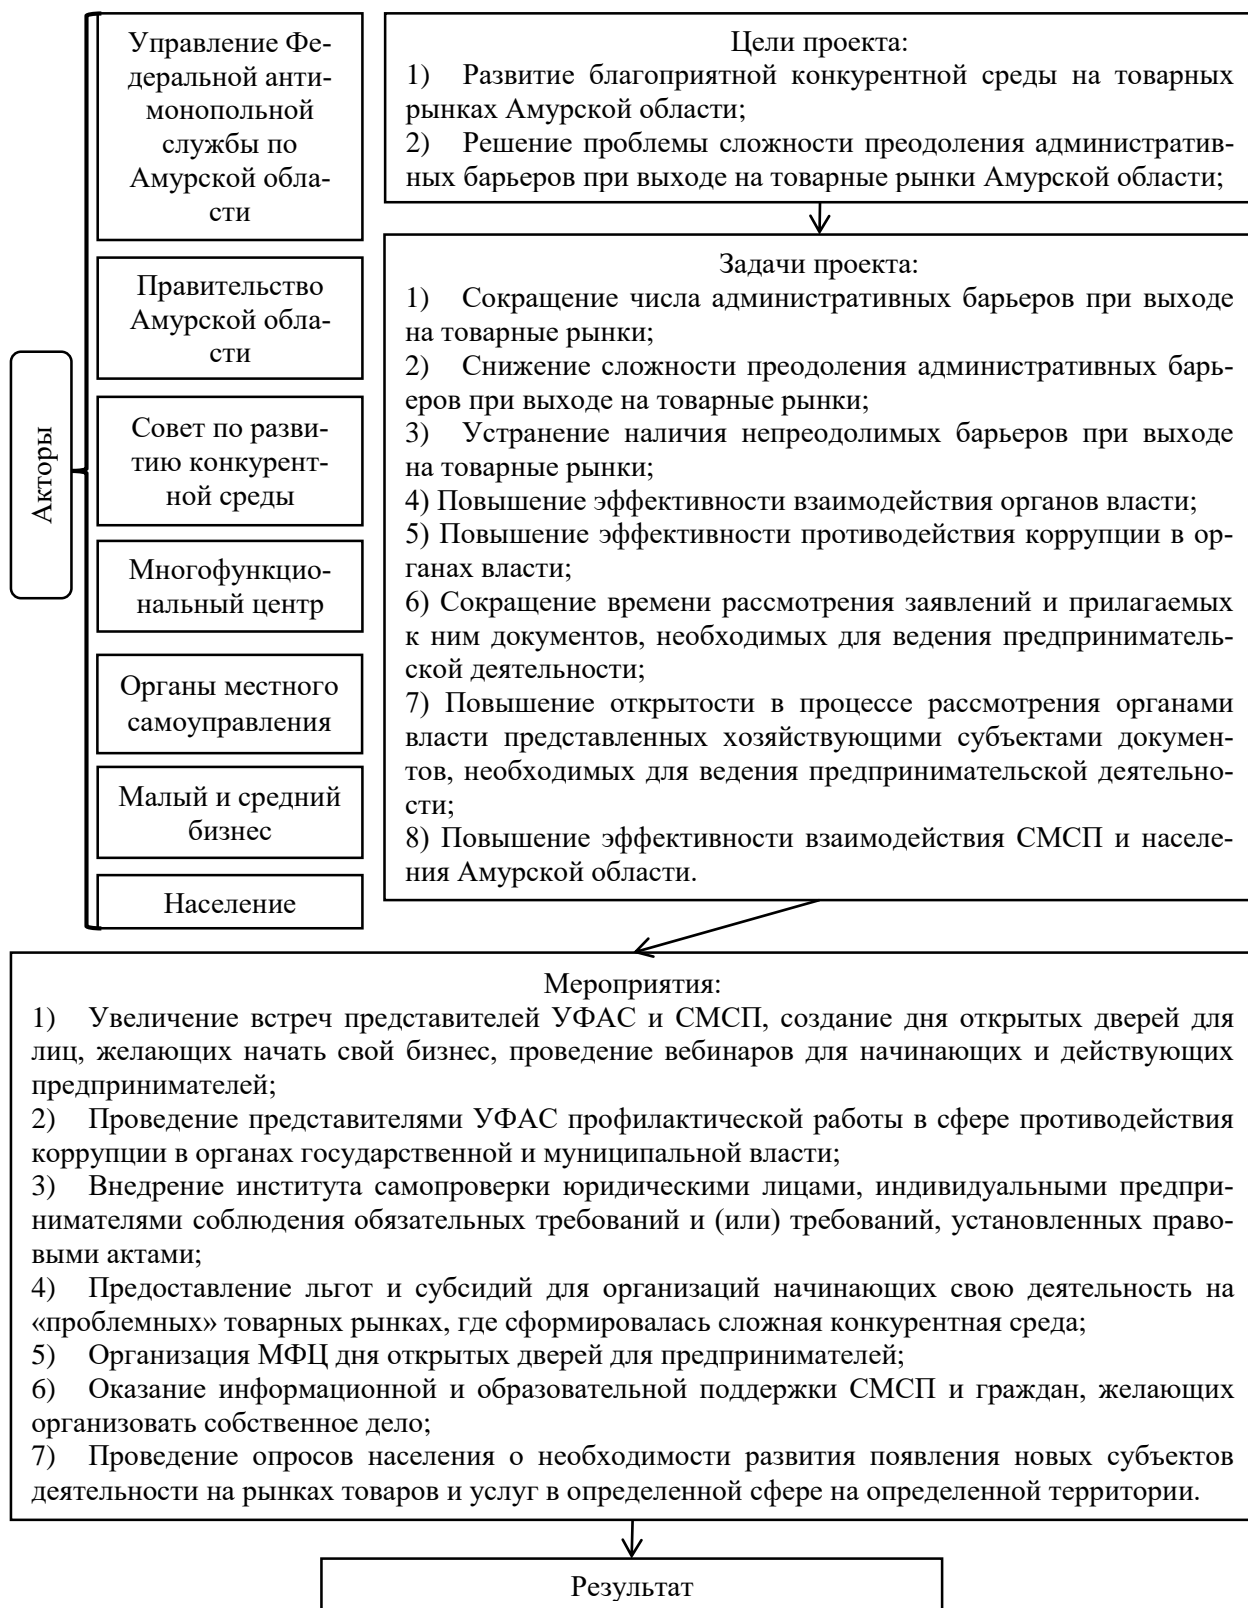 Акторы
Управление Фе-
деральной анти-
монопольной
службы по
Амурской обла-
сти
Правительство
Амурской обла-
сти
Совет по разви-
тию конкурент-
ной среды
Многофункцио-
нальный центр
Органы местного
самоуправления
Малый и средний
бизнес
Население
Цели проекта:
1) Развитие благоприятной конкурентной среды на товарных
рынках Амурской области;
2) Решение проблемы сложности преодоления административ-
ных барьеров при выходе на товарные рынки Амурской области;
Задачи проекта:
1) Сокращение числа административных барьеров при выходе
на товарные рынки;
2) Снижение сложности преодоления административных барь-
еров при выходе на товарные рынки;
3) Устранение наличия непреодолимых барьеров при выходе
на товарные рынки;
4) Повышение эффективности взаимодействия органов власти;
5) Повышение эффективности противодействия коррупции в ор-
ганах власти;
6) Сокращение времени рассмотрения заявлений и прилагаемых
к ним документов, необходимых для ведения предприниматель-
ской деятельности;
7) Повышение открытости в процессе рассмотрения органами
власти представленных хозяйствующими субъектами докумен-
тов, необходимых для ведения предпринимательской деятельно-
сти;
8) Повышение эффективности взаимодействия СМСП и населе-
ния Амурской области.
Мероприятия:
1) Увеличение встреч представителей УФАС и СМСП, создание дня открытых дверей для
лиц, желающих начать свой бизнес, проведение вебинаров для начинающих и действующих
предпринимателей;
2) Проведение представителями УФАС профилактической работы в сфере противодействия
коррупции в органах государственной и муниципальной власти;
3) Внедрение института самопроверки юридическими лицами, индивидуальными предпри-
нимателями соблюдения обязательных требований и (или) требований, установленных право-
выми актами;
4) Предоставление льгот и субсидий для организаций начинающих свою деятельность на
«проблемных» товарных рынках, где сформировалась сложная конкурентная среда;
5) Организация МФЦ дня открытых дверей для предпринимателей;
6) Оказание информационной и образовательной поддержки СМСП и граждан, желающих
организовать собственное дело;
7) Проведение опросов населения о необходимости развития появления новых субъектов
деятельности на рынках товаров и услуг в определенной сфере на определенной территории.
Результат